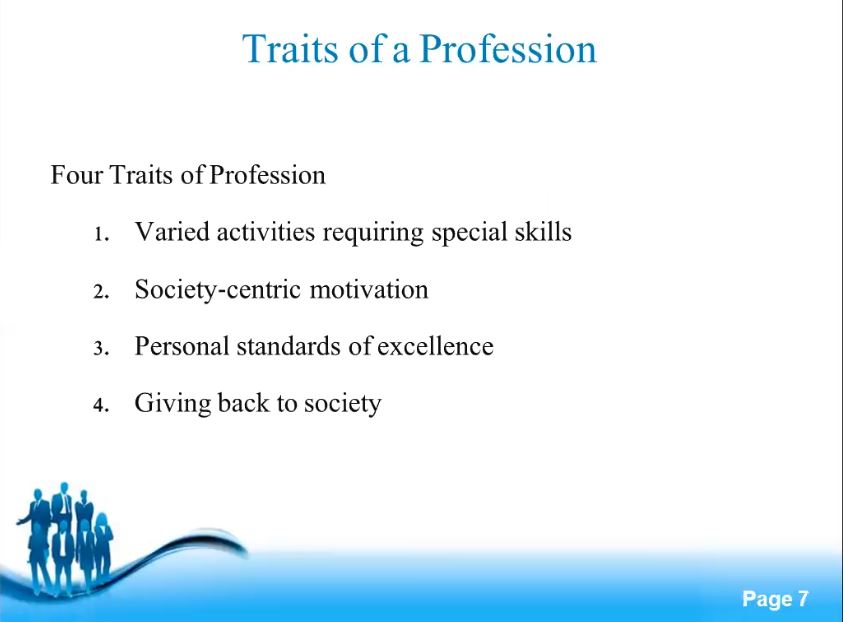 Traits of a Profession
Four Traits of Profession
1. Varied activities requiring special skills
2. Society-centric motivation
3. Personal standards of excellence
4. Giving back to society
Page 7